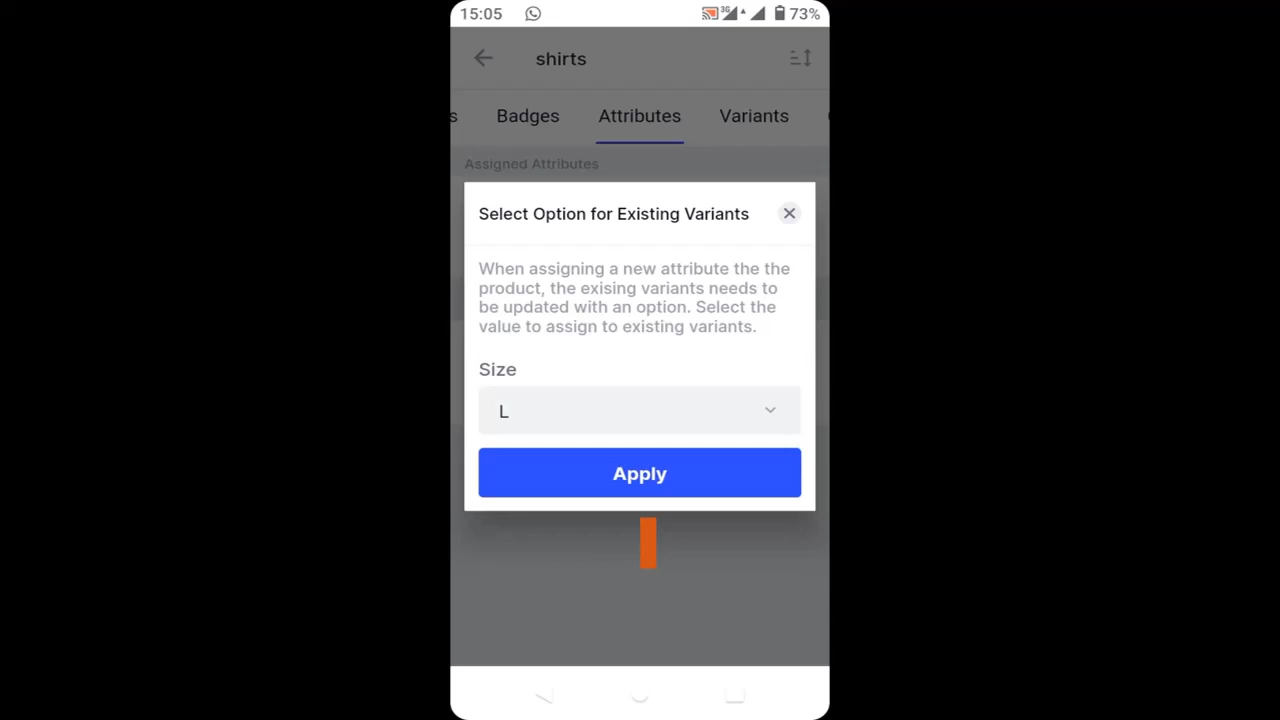 15:05 3G 73%
shirts
s Badges Attributes Variants
Assigned Attributes
Select Option for Existing Variants
When assigning a new attribute the the
product, the exising variants needs to
be updated with an option. Select the
value to assign to existing variants.
Size
L
Apply